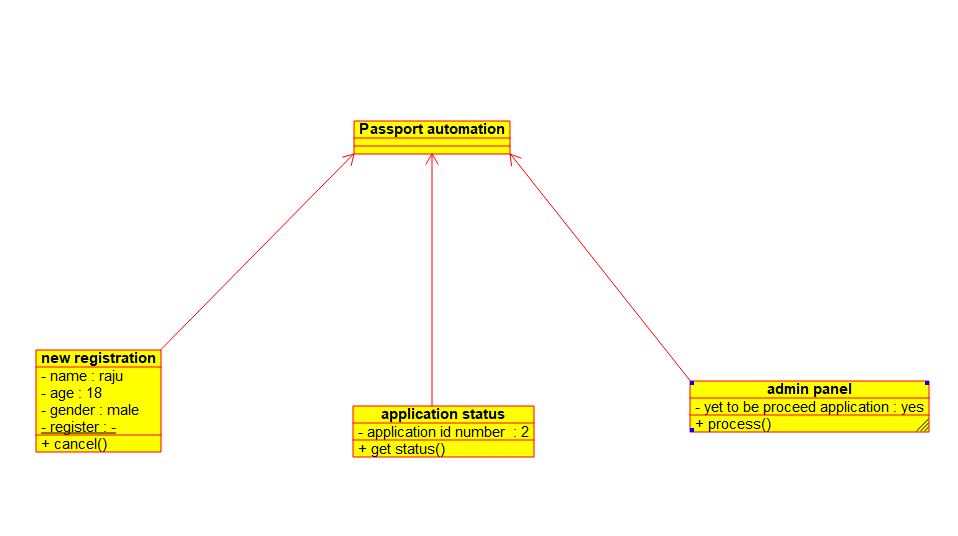 Passport automation
new registration
- name : raju
- age : 18
- gender : male
- register : -
+ cancel()
application status
- application id number  : 2
+ get status()
admin panel
- yet to be proceed application : yes
+ process()